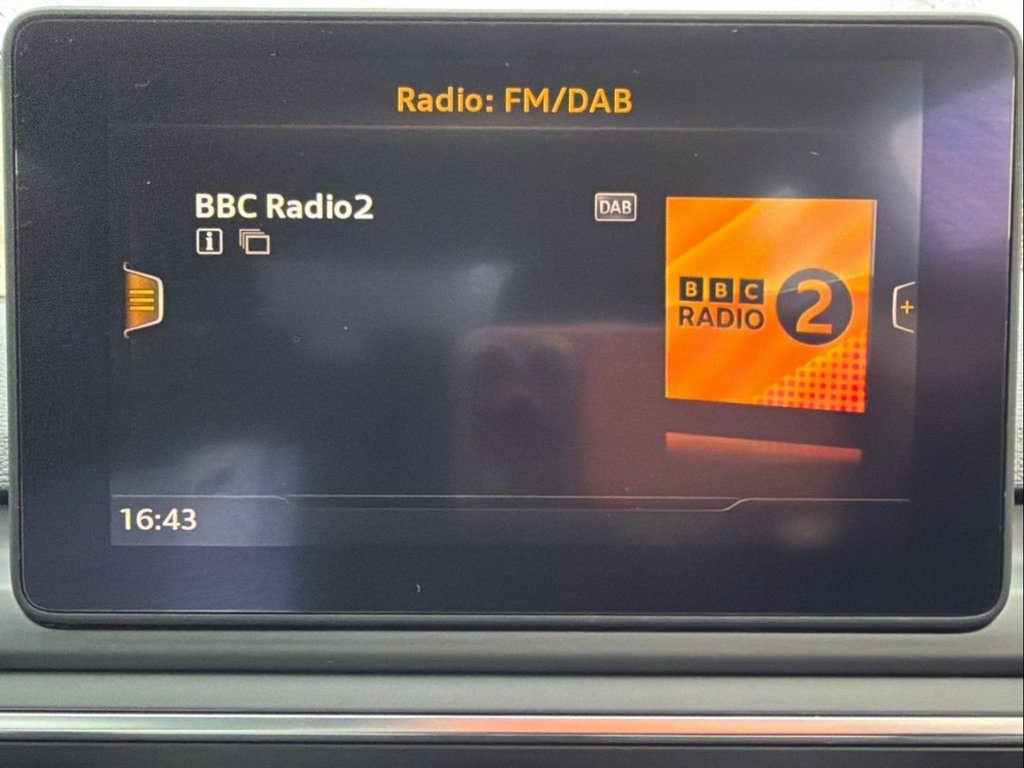 Radio: FM/DAB
BBC Radio2
DAB
i
BBC
RADIO 2
+
16:43